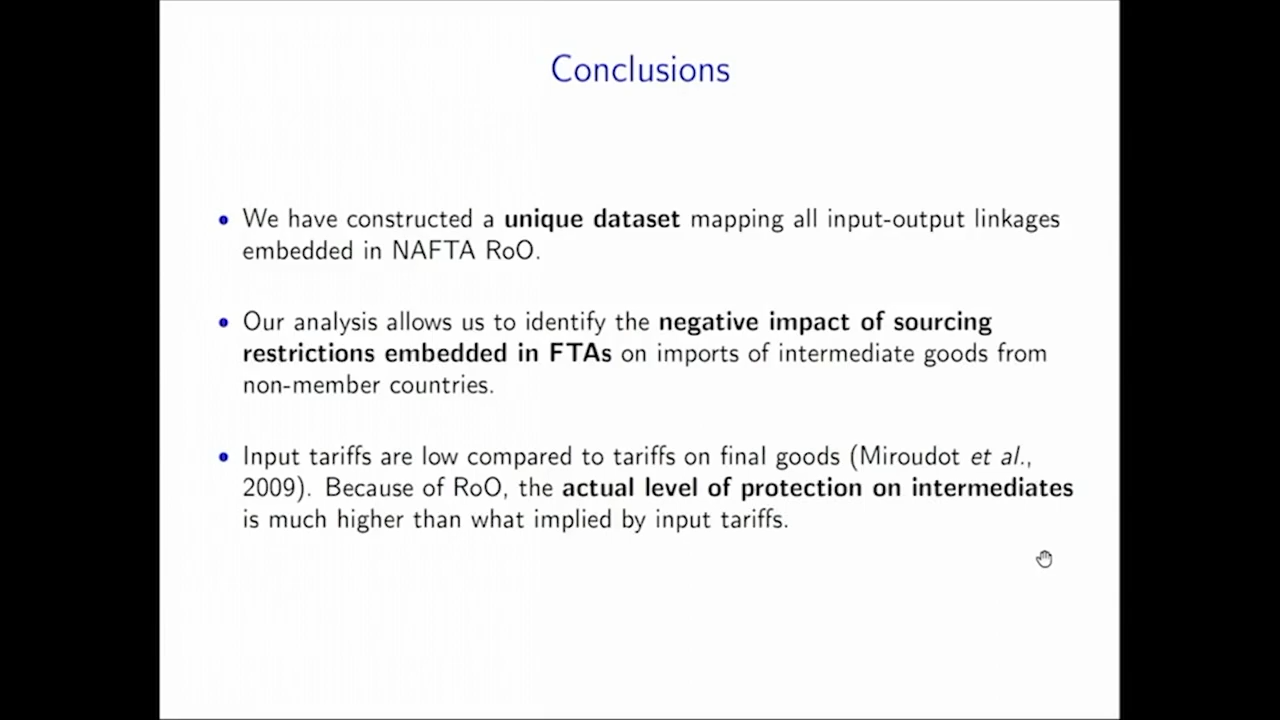 Conclusions
• We have constructed a unique dataset mapping all input-output linkages
embedded in NAFTA RoO.
• Our analysis allows us to identify the negative impact of sourcing
restrictions embedded in FTAs on imports of intermediate goods from
non-member countries.
• Input tariffs are low compared to tariffs on final goods (Miroudot et al.,
2009). Because of RoO, the actual level of protection on intermediates
is much higher than what implied by input tariffs.